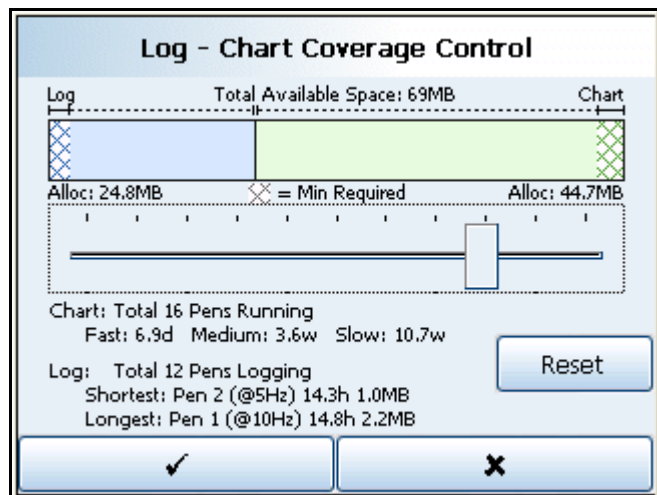 Log - Chart Coverage Control
Log Total Available Space: 69MB Chart
Alloc: 24.8MB = Min Required Alloc: 44.7MB
Chart: Total 16 Pens Running
Fast: 6.9d Medium: 3.6w Slow: 10.7w
Log: Total 12 Pens Logging
Shortest: Pen 2 (@5Hz) 14.3h 1.0MB
Longest: Pen 1 (@10Hz) 14.8h 2.2MB
Reset